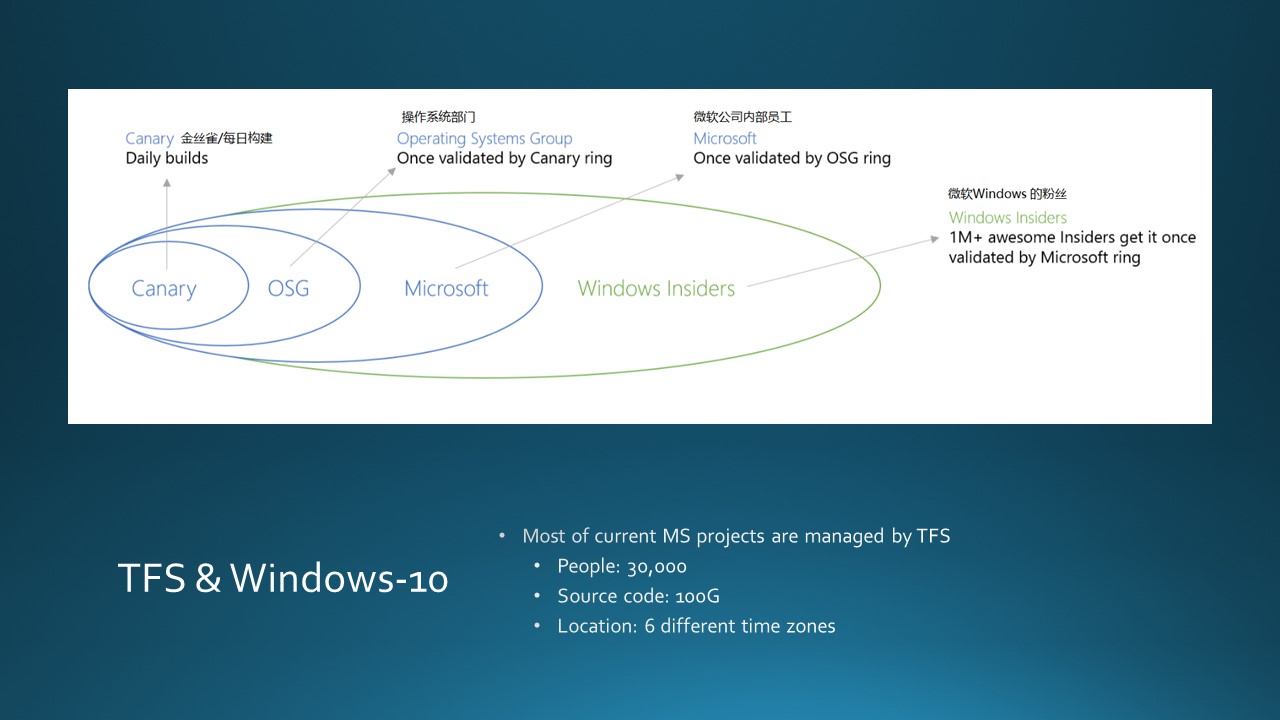 Canary 金丝雀/每日构建
Daily builds
操作系统部门
Operating Systems Group
Once validated by Canary ring
微软公司内部员工
Microsoft
Once validated by OSG ring
微软Windows 的粉丝
Windows Insiders
1M+ awesome Insiders get it once
validated by Microsoft ring
Canary
OSG
Microsoft
Windows Insiders
TFS & Windows-10
• Most of current MS projects are managed by TFS
• People: 30,000
• Source code: 100G
• Location: 6 different time zones